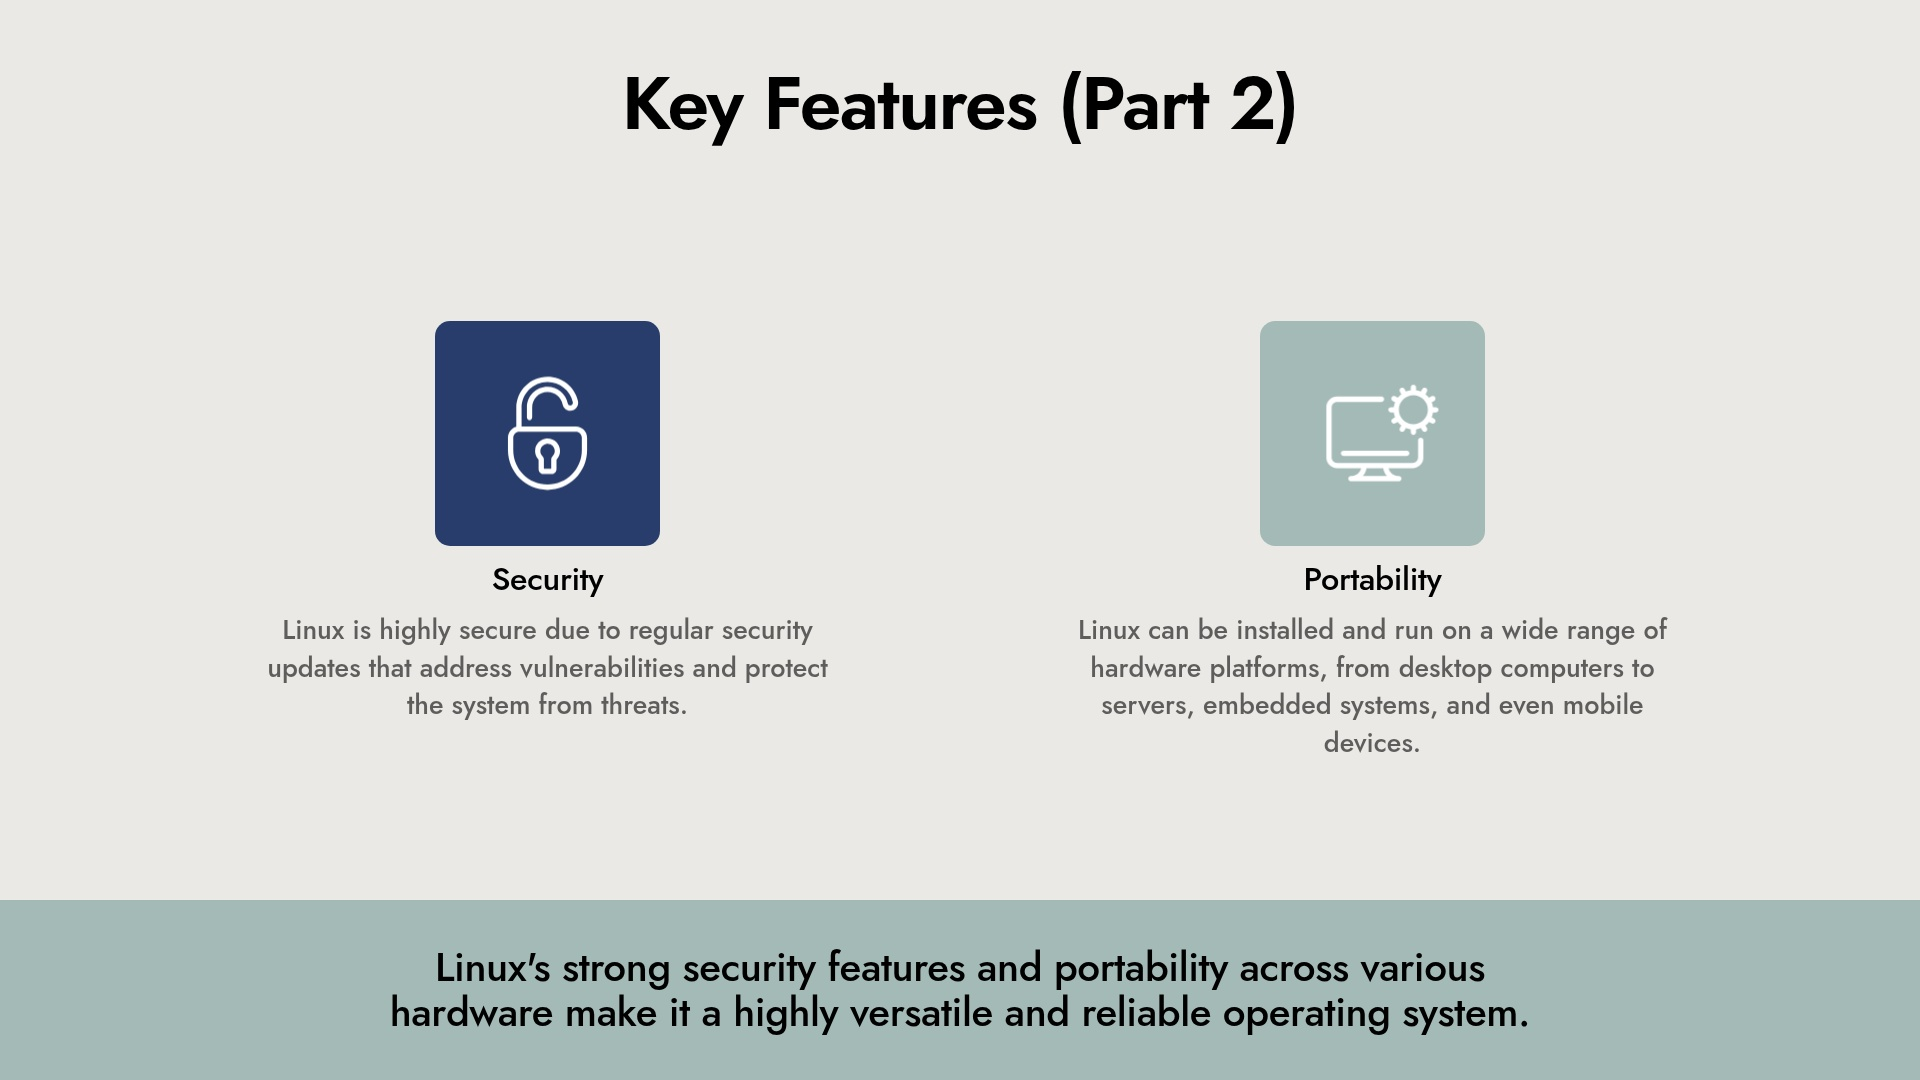 Key Features (Part 2)
Security
Linux is highly secure due to regular security
updates that address vulnerabilities and protect
the system from threats.
Portability
Linux can be installed and run on a wide range of
hardware platforms, from desktop computers to
servers, embedded systems, and even mobile
devices.
Linux's strong security features and portability across various
hardware make it a highly versatile and reliable operating system.